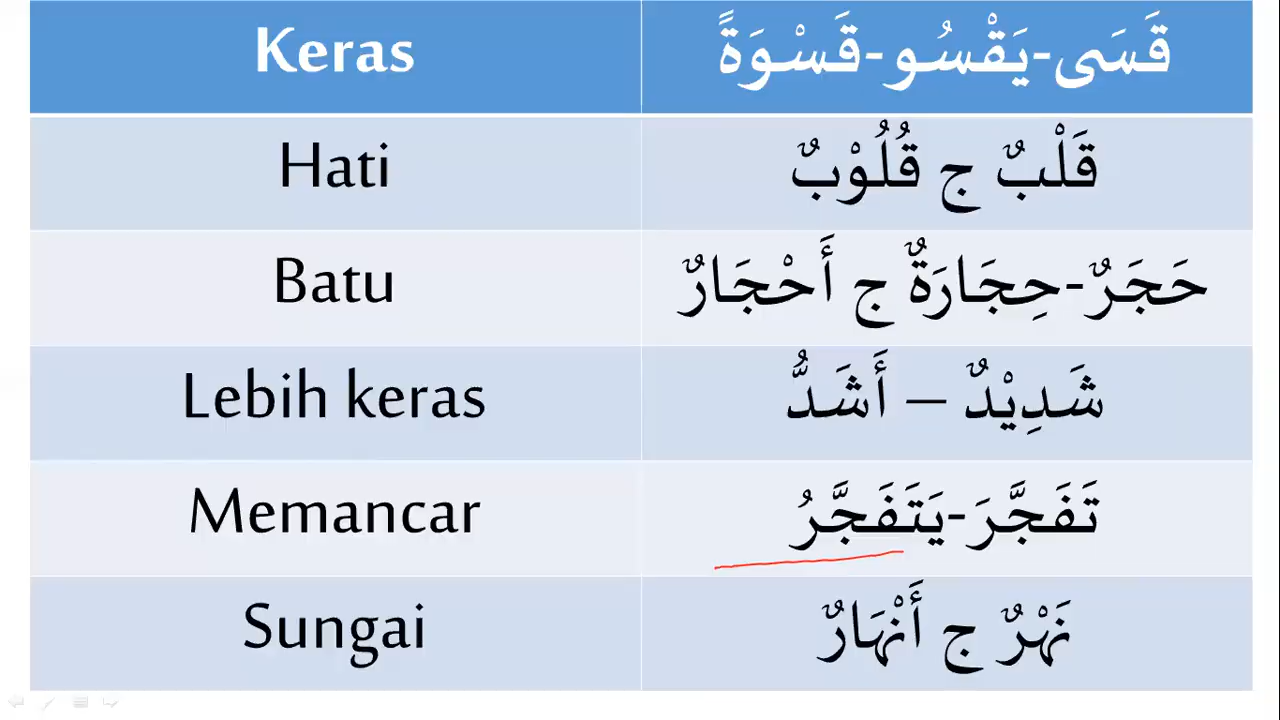 Keras قَسَى-يَقْسُو-قَسْوَةً
Hati قَلْبٌ ج قُلُوْبٌ
Batu حَجَرٌ-حِجَارَةٌ ج أَحْجَارٌ
Lebih keras شَدِيْدٌ – أَشَدُّ
Memancar تَفَجَّرَ-يَتَفَجَّرُ
Sungai نَهْرٌ ج أَنْهَارٌ